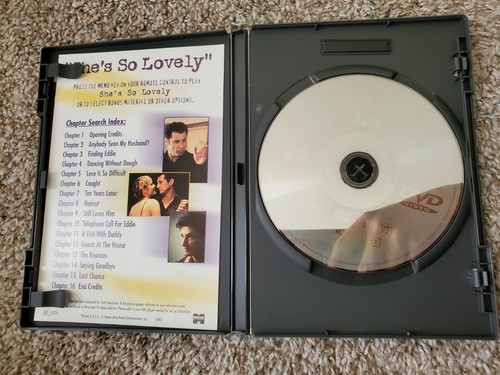 "She's So Lovely"
PRESS THE MENU KEY ON YOUR REMOTE CONTROL TO PLAY
She's So Lovely
OR TO SELECT BONUS MATERIAL OR OTHER OPTIONS.
Chapter Search Index:
Chapter 1 Opening Credits
Chapter 2 Anybody Seen My Husband?
Chapter 3 Finding Eddie
Chapter 4 Dancing Without Dough
Chapter 5 Love Is So Difficult
Chapter 6 Caught
Chapter 7 Ten Years Later
Chapter 8 Haircut
Chapter 9 Still Loves Him
Chapter 10 Telephone Call For Eddie
Chapter 11 A Visit With Daddy
Chapter 12 Guests At The House
Chapter 13 The Reunion
Chapter 14 Saying Goodbye
Chapter 15 Last Chance
Chapter 16 End Credits
Printed in U.S.A.
DVD
VIDEO